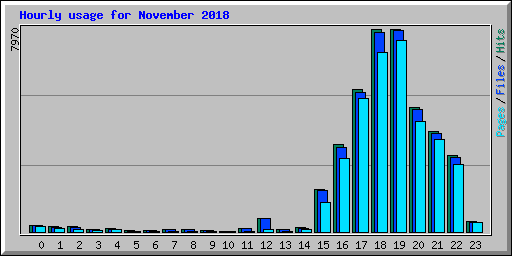 Hourly usage for November 2018
7970
Pages/Files/Hits
0 1 2 3 4 5 6 7 8 9 10 11 12 13 14 15 16 17 18 19 20 21 22 23